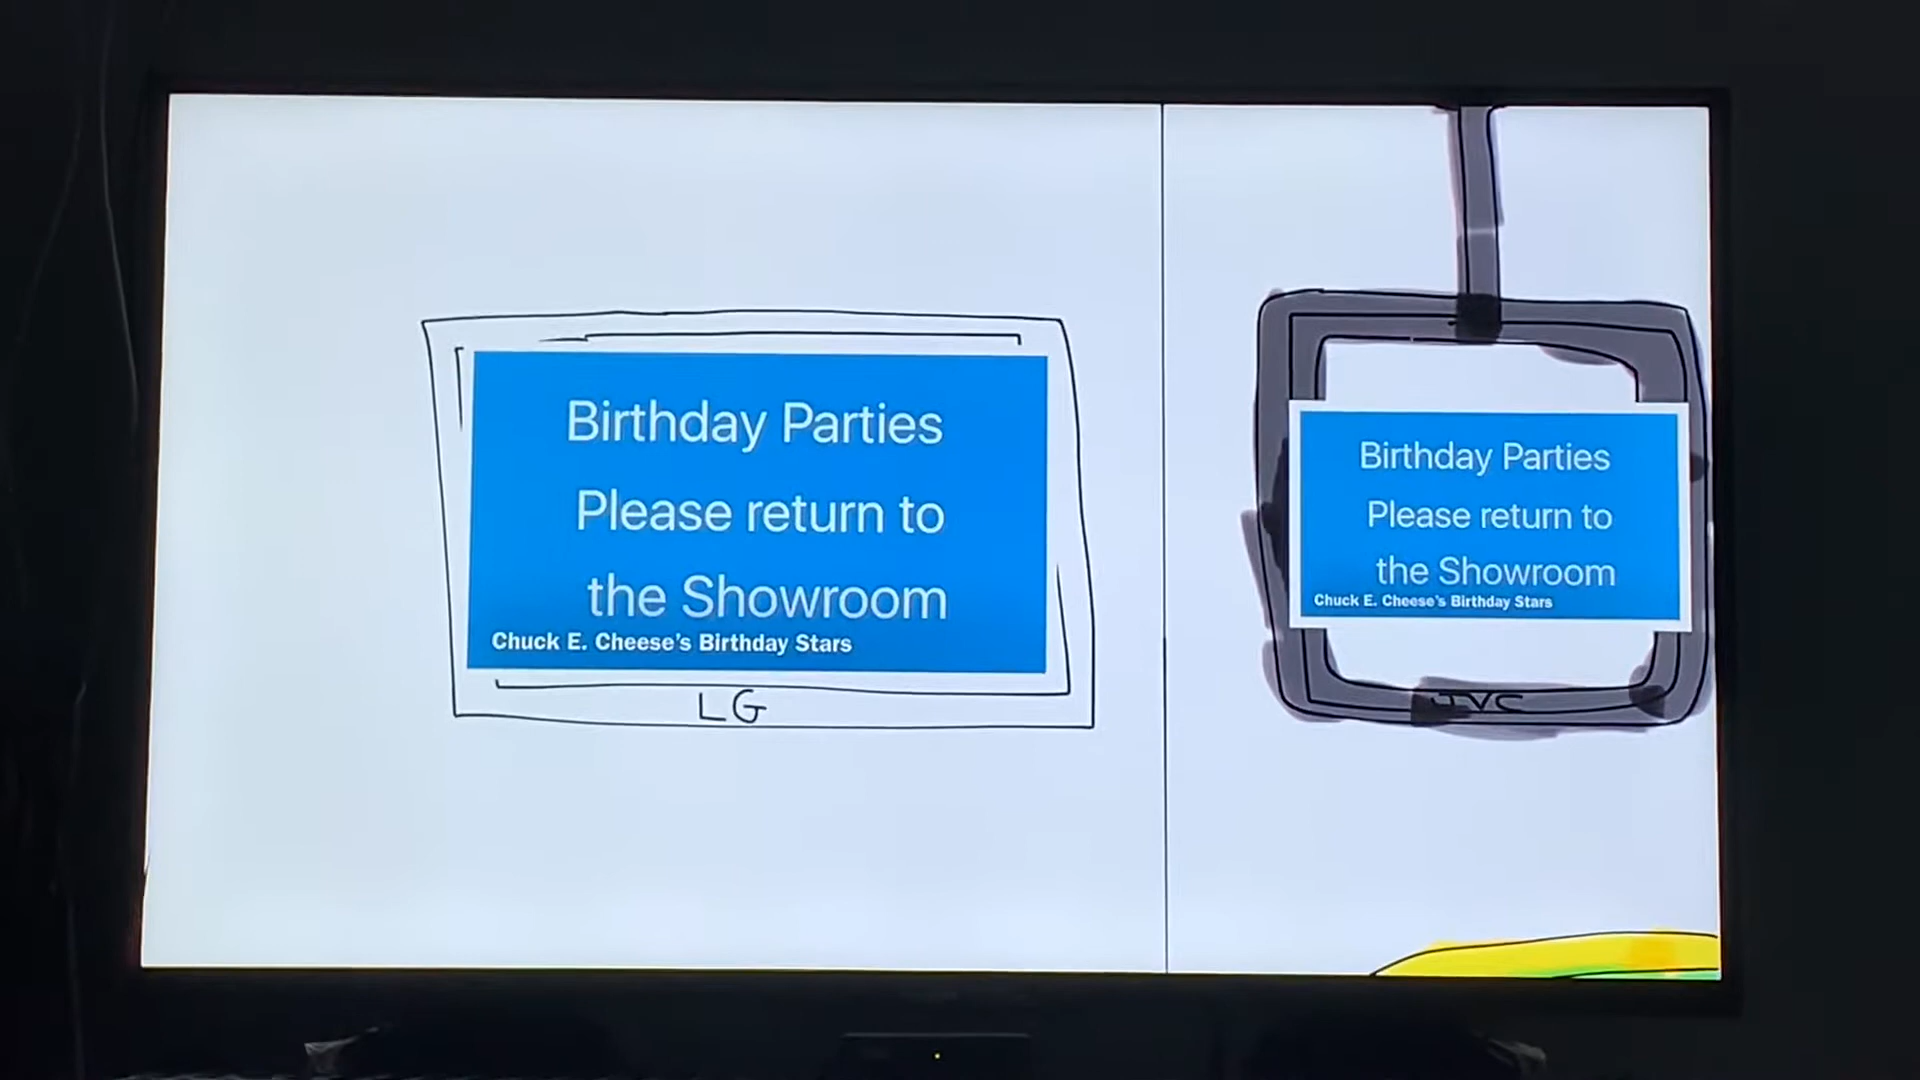 Birthday Parties
Please return to
the Showroom
Chuck E. Cheese's Birthday Stars
LG
Birthday Parties
Please return to
the Showroom
Chuck E. Cheese's Birthday Stars
JVC